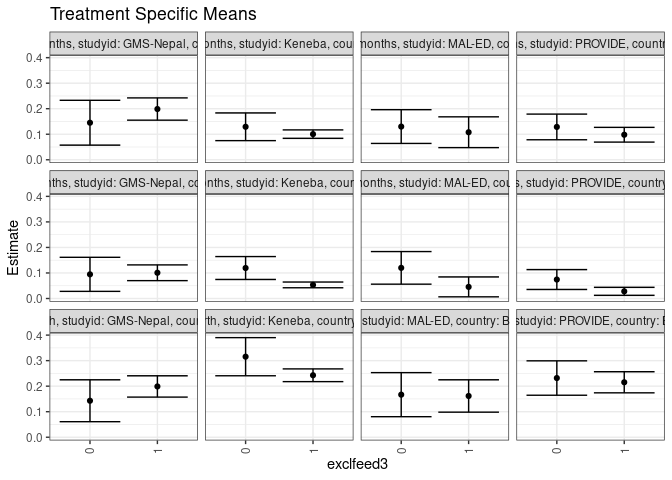 Treatment Specific Means
nths, studyid: GMS-Nepal, c
onths, studyid: Keneba, cou
months, studyid: MAL-ED, co
s, studyid: PROVIDE, countr
0.4
0.3
0.2
0.1
0.0
nths, studyid: GMS-Nepal, co
onths, studyid: Keneba, coun
months, studyid: MAL-ED, cou
s, studyid: PROVIDE, country
0.4
0.3
0.2
0.1
0.0
h, studyid: GMS-Nepal, coun
rth, studyid: Keneba, country
studyid: MAL-ED, country: B
studyid: PROVIDE, country: B
0.4
0.3
0.2
0.1
0.0
Estimate
0 1 0 1 0 1 0 1
exclfeed3